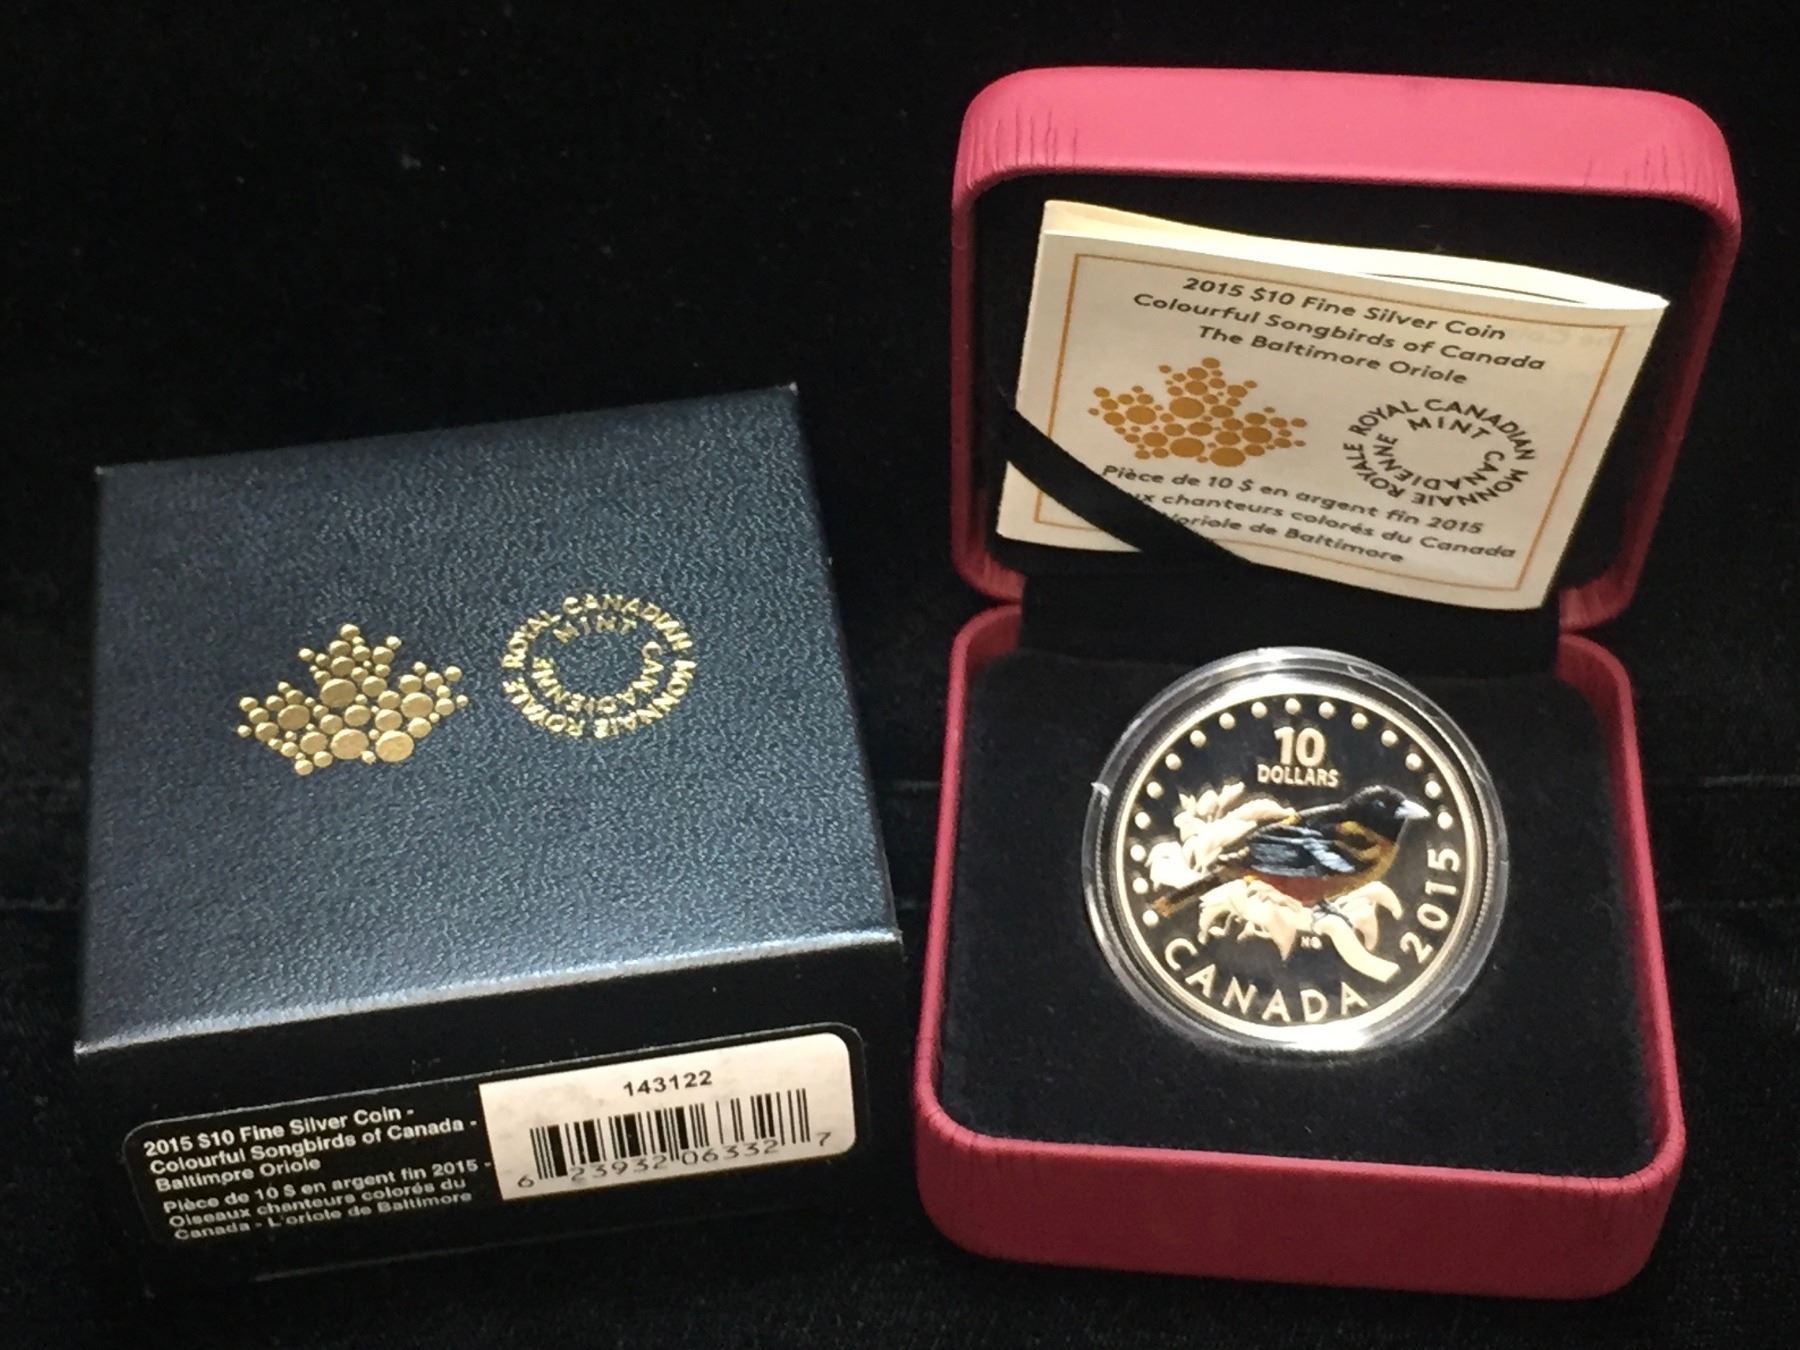 ROYAL CANADIAN MINT
MONNAIE ROYALE CANADIENNE
2015 $10 Fine Silver Coin -
Colourful Songbirds of Canada -
Baltimore Oriole
Pièce de 10 $ en argent fin 2015 -
Oiseaux chanteurs colorés du
Canada - L'oriole de Baltimore
143122
6 23932 06332 7
2015 $10 Fine Silver Coin
Colourful Songbirds of Canada
The Baltimore Oriole
ROYAL CANADIAN MINT
MONNAIE ROYALE CANADIENNE
Pièce de 10 $ en argent fin 2015
chanteurs colorés du Canada
L'oriole de Baltimore
10
DOLLARS
2015
CANADA